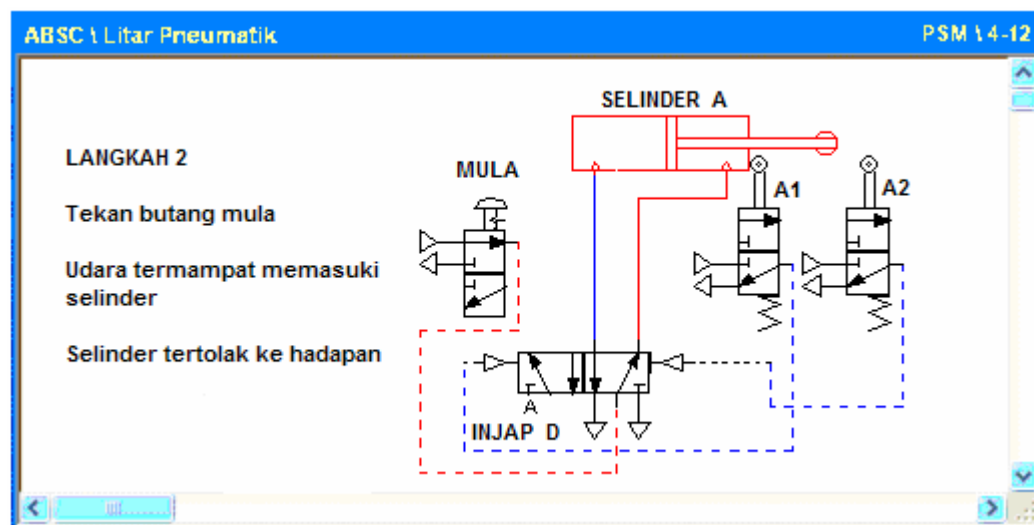 ABSC \ Litar Pneumatik
PSM \ 4-12
SELINDER A
LANGKAH 2
MULA
A1
A2
Tekan butang mula
Udara termampat memasuki
selinder
Selinder tertolak ke hadapan
A
INJAP D